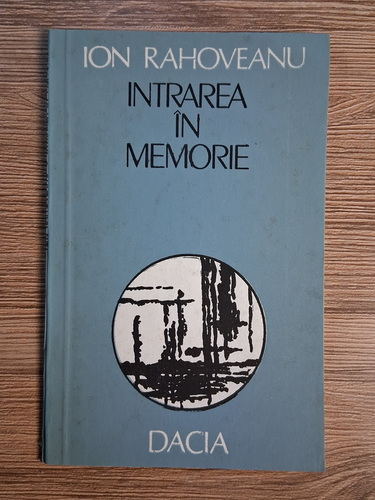 ION RAHOVEANU
INTRAREA
ÎN
MEMORIE
DACIA